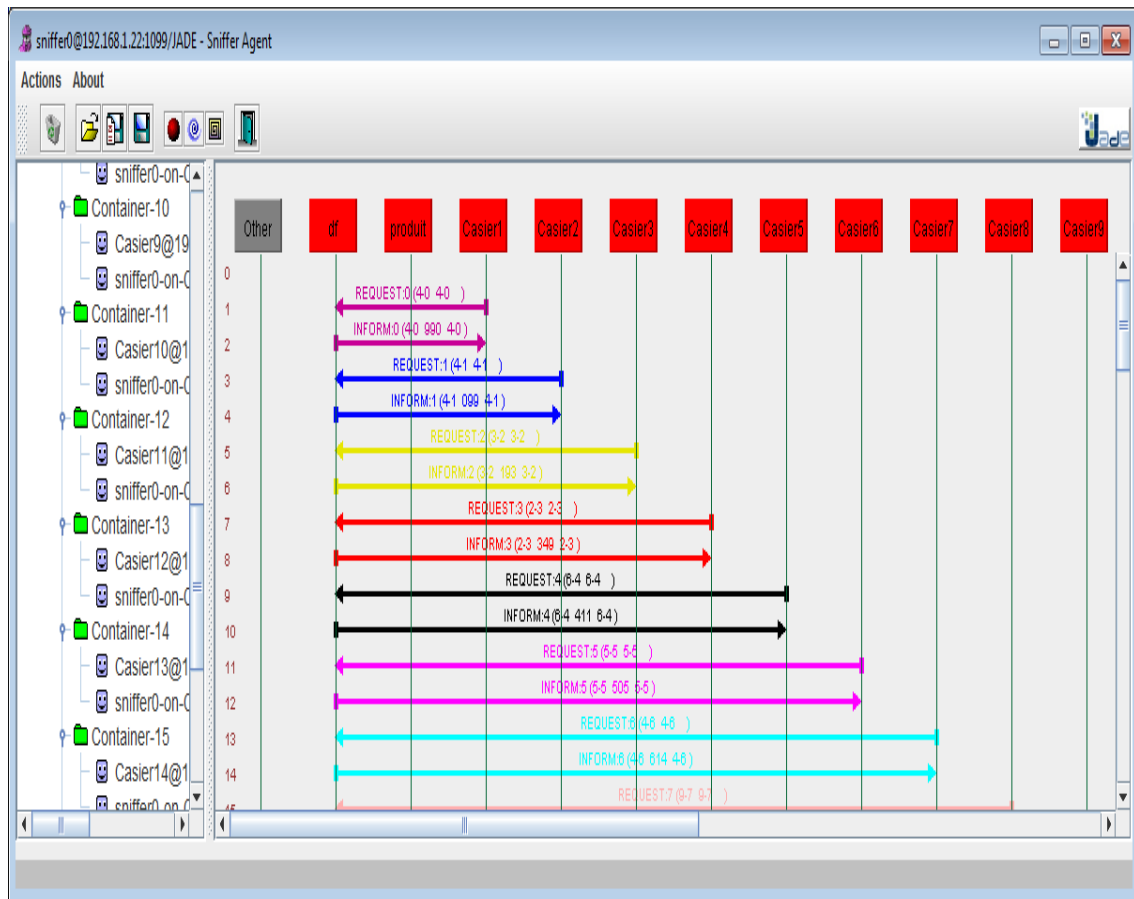 sniffer0@192.168.1.22:1099/JADE - Sniffer Agent
Actions About
Jade
sniffer0-on-C
Container-10
Casier9@19
sniffer0-on-C
Container-11
Casier10@1
sniffer0-on-C
Container-12
Casier11@1
sniffer0-on-C
Container-13
Casier12@1
sniffer0-on-C
Container-14
Casier13@1
sniffer0-on-C
Container-15
Casier14@1
sniffer0-on-C
Other df produit Casier1 Casier2 Casier3 Casier4 Casier5 Casier6 Casier7 Casier8 Casier9
0
REQUEST:0 (4-0 4-0 )
1
INFORM:0 (4-0 990 4-0 )
2
REQUEST:1 (4-1 4-1 )
3
INFORM:1 (4-1 099 4-1 )
4
REQUEST:2 (3-2 3-2 )
5
INFORM:2 (3-2 193 3-2 )
6
REQUEST:3 (2-3 2-3 )
7
INFORM:3 (2-3 349 2-3 )
8
REQUEST:4 (6-4 6-4 )
9
INFORM:4 (6-4 411 6-4 )
10
REQUEST:5 (5-5 5-5 )
11
INFORM:5 (5-5 505 5-5 )
12
REQUEST:6 (4-6 4-6 )
13
INFORM:6 (4-6 614 4-6 )
14
REQUEST:7 (9-7 9-7 )
15